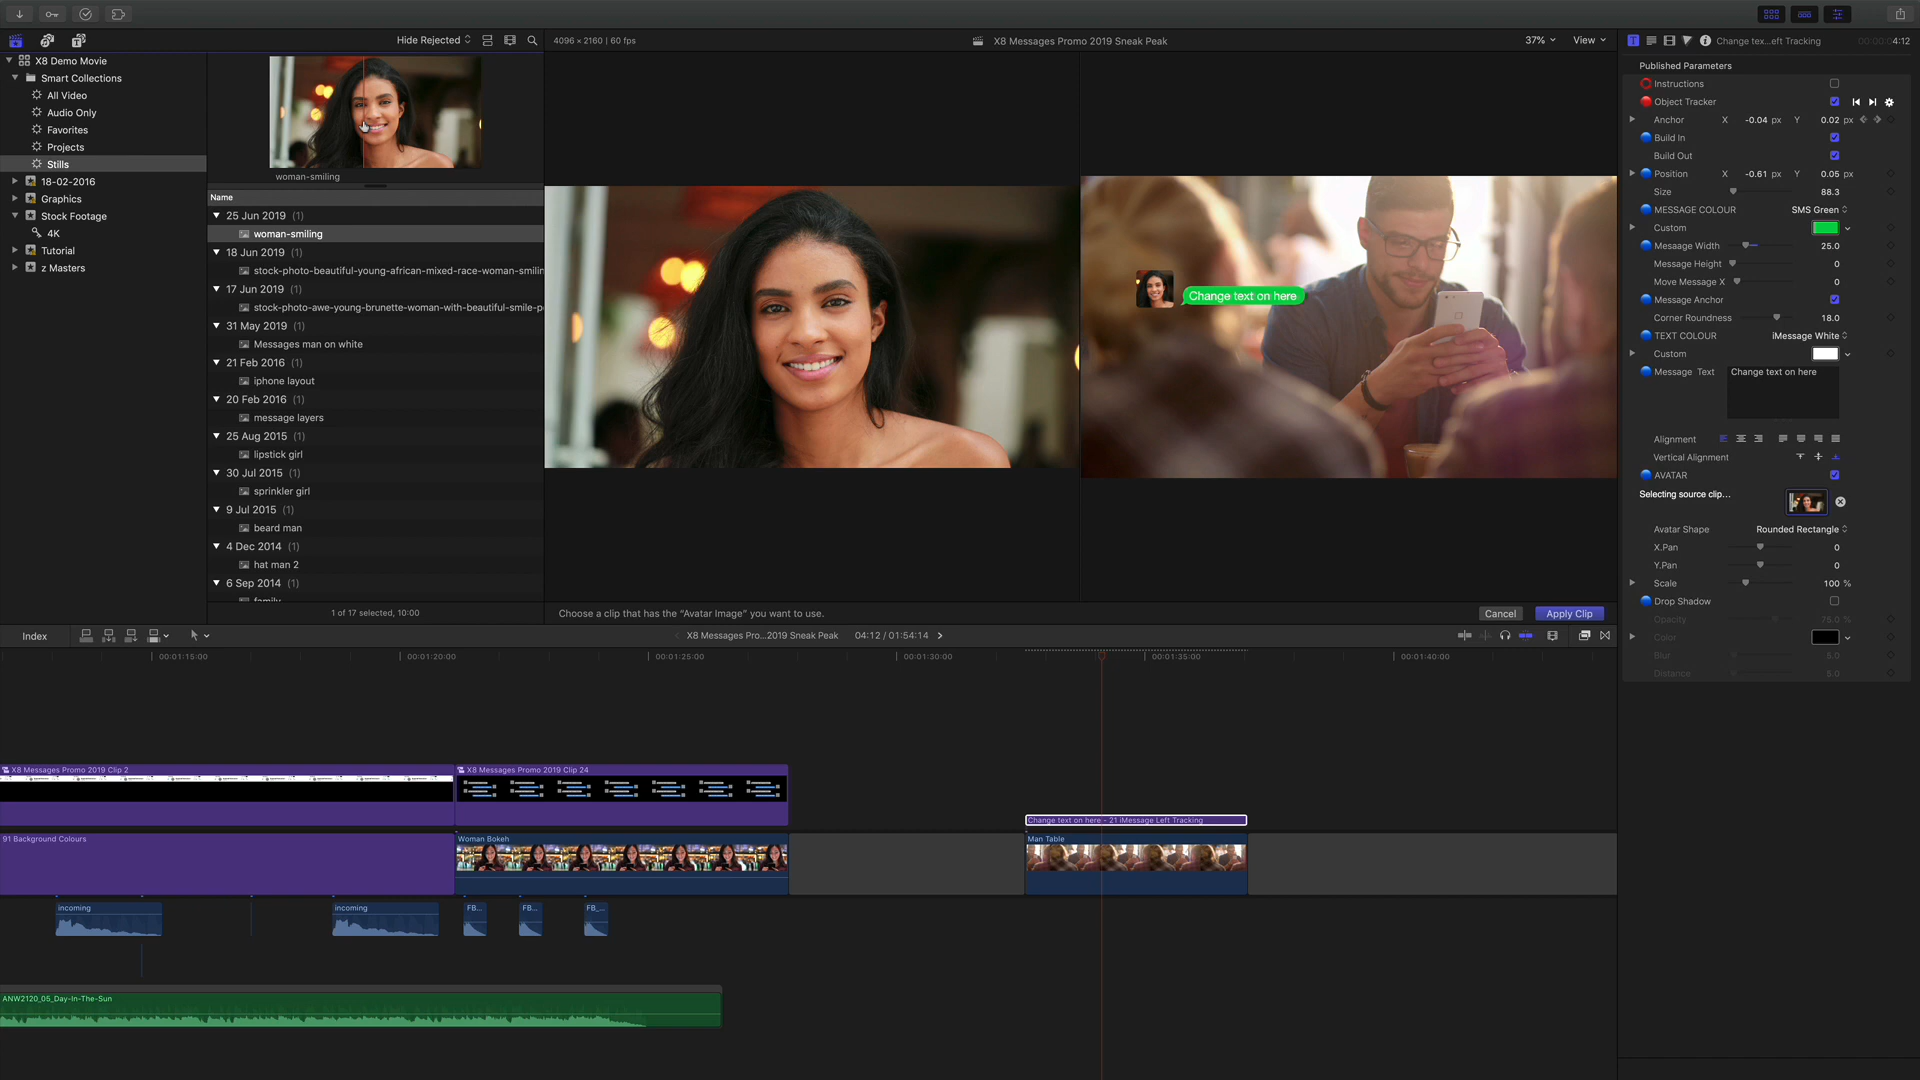 Hide Rejected
4096 × 2160 | 60 fps
X8 Messages Promo 2019 Sneak Peak
37%
View
Change tex...eft Tracking
4:12
X8 Demo Movie
Smart Collections
All Video
Audio Only
Favorites
Projects
Stills
18-02-2016
Graphics
Stock Footage
4K
Tutorial
z Masters
woman-smiling
Name
25 Jun 2019 (1)
woman-smiling
18 Jun 2019 (1)
stock-photo-beautiful-young-african-mixed-race-woman-smilin
17 Jun 2019 (1)
stock-photo-awe-young-brunette-woman-with-beautiful-smile-p
31 May 2019 (1)
Messages man on white
21 Feb 2016 (1)
iphone layout
20 Feb 2016 (1)
message layers
25 Aug 2015 (1)
lipstick girl
30 Jul 2015 (1)
sprinkler girl
9 Jul 2015 (1)
beard man
4 Dec 2014 (1)
hat man 2
6 Sep 2014 (1)
1 of 17 selected, 10:00
Change text on here
Choose a clip that has the “Avatar Image” you want to use.
Cancel
Apply Clip
Published Parameters
Instructions
Object Tracker
Anchor X -0.04 px Y 0.02 px
Build In
Build Out
Position X -0.61 px Y 0.05 px
Size 88.3
MESSAGE COLOUR SMS Green
Custom
Message Width 25.0
Message Height 0
Move Message X 0
Message Anchor
Corner Roundness 18.0
TEXT COLOUR iMessage White
Custom
Message Text Change text on here
Alignment
Vertical Alignment
AVATAR
Selecting source clip...
Avatar Shape Rounded Rectangle
X.Pan 0
Y.Pan 0
Scale 100 %
Drop Shadow
Opacity 75.0 %
Color
Blur 5.0
Distance 5.0
Index
X8 Messages Pro...2019 Sneak Peak
04:12 / 01:54:14
00:01:15:00
00:01:20:00
00:01:25:00
00:01:30:00
00:01:35:00
00:01:40:00
X8 Messages Promo 2019 Clip 2
X8 Messages Promo 2019 Clip 24
Change text on here - 21 iMessage Left Tracking
91 Background Colours
Woman Bokeh
Man Table
incoming
incoming
FB...
FB...
FB_...
ANW2120_05_Day-In-The-Sun